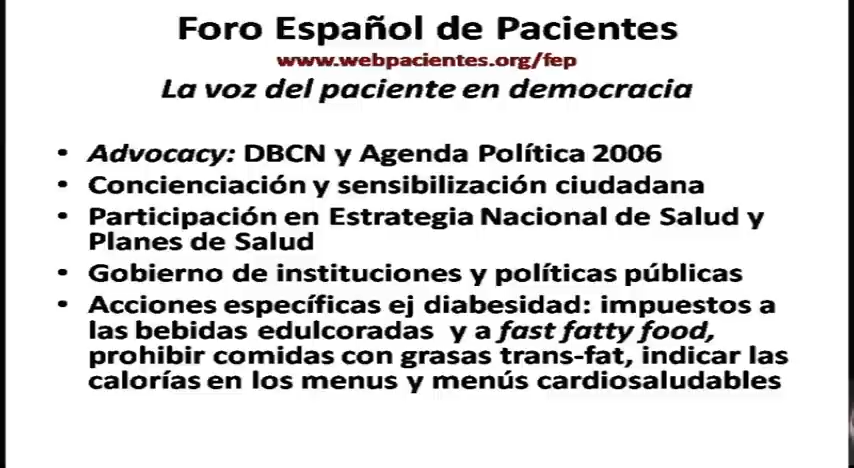 Foro Español de Pacientes
www.webpacientes.org/fep
La voz del paciente en democracia
• Advocacy: DBCN y Agenda Política 2006
• Concienciación y sensibilización ciudadana
• Participación en Estrategia Nacional de Salud y
Planes de Salud
• Gobierno de instituciones y políticas públicas
• Acciones específicas ej diabesidad: impuestos a
las bebidas edulcoradas y a fast fatty food,
prohibir comidas con grasas trans-fat, indicar las
calorías en los menus y menús cardiosaludables